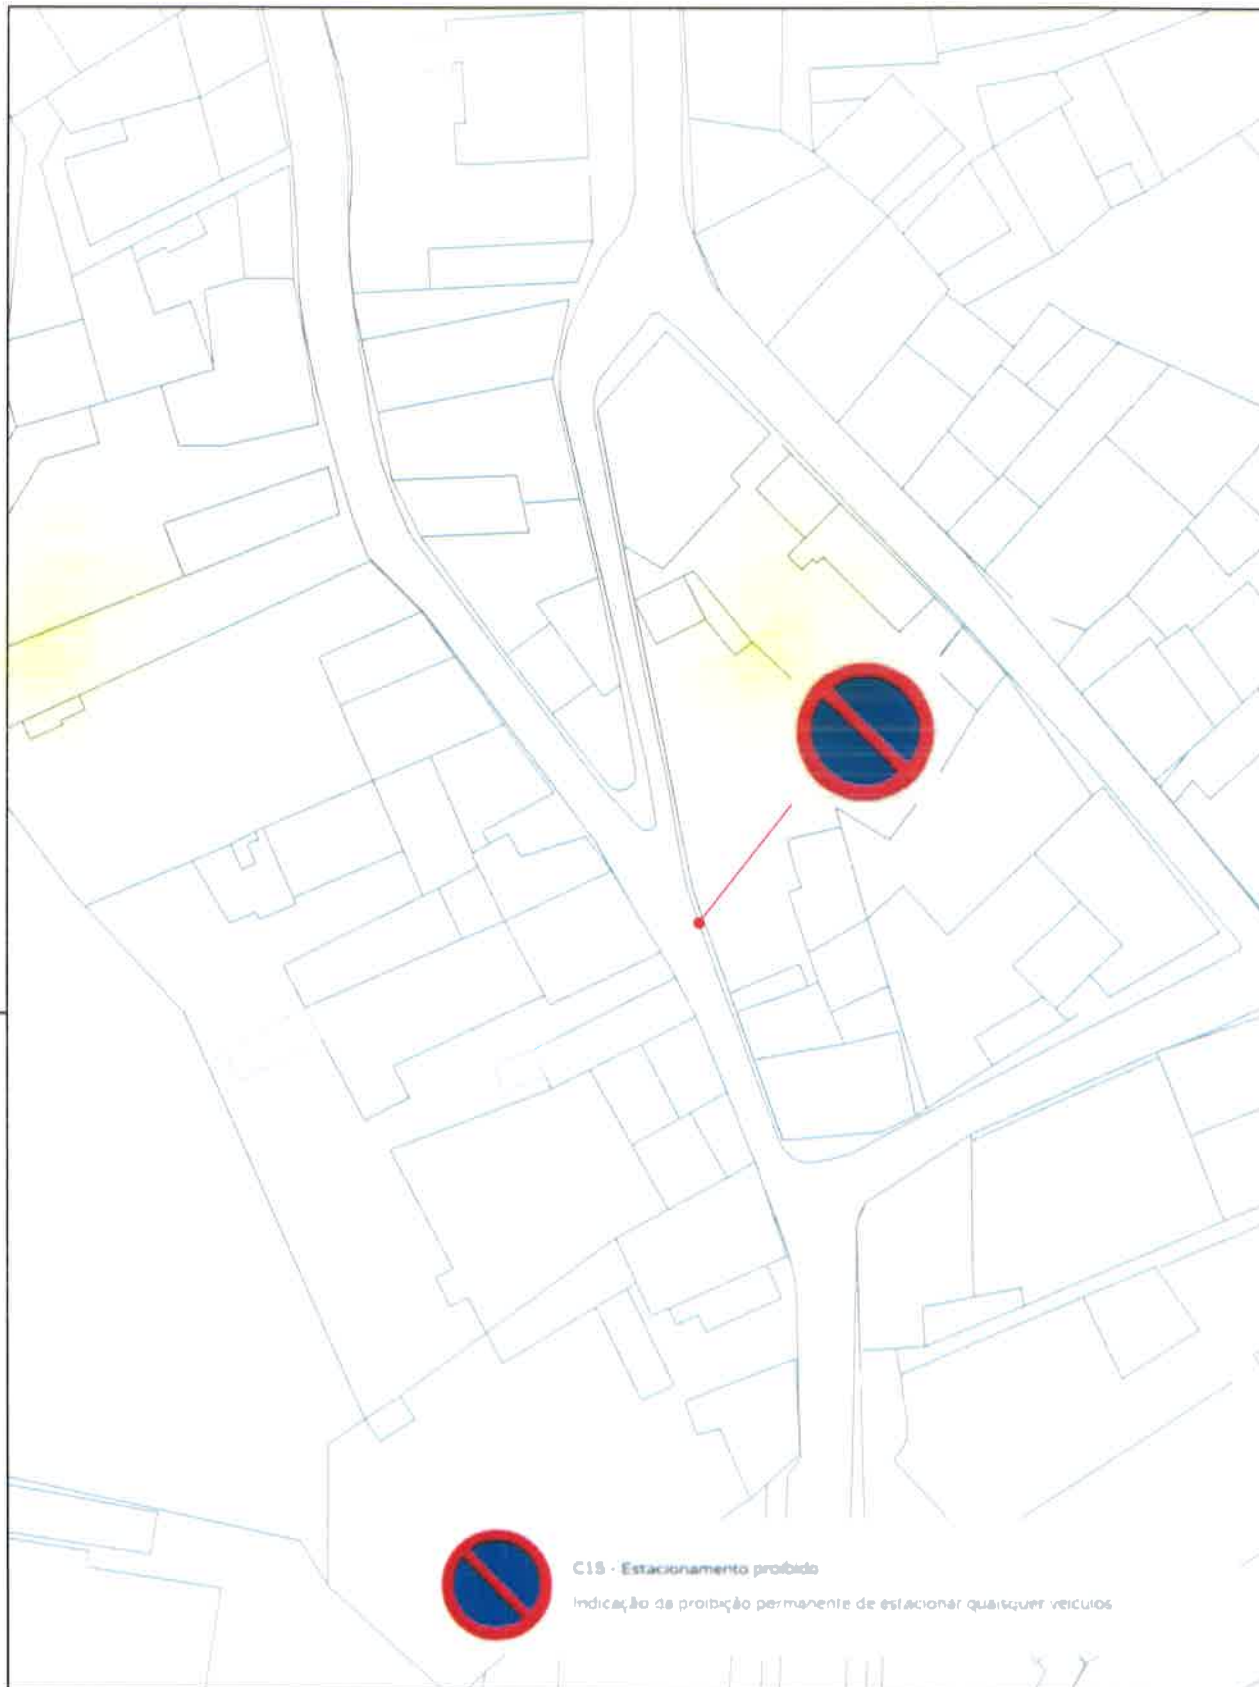 C15 - Estacionamento proibido
Indicação da proibição permanente de estacionar quaisquer veículos